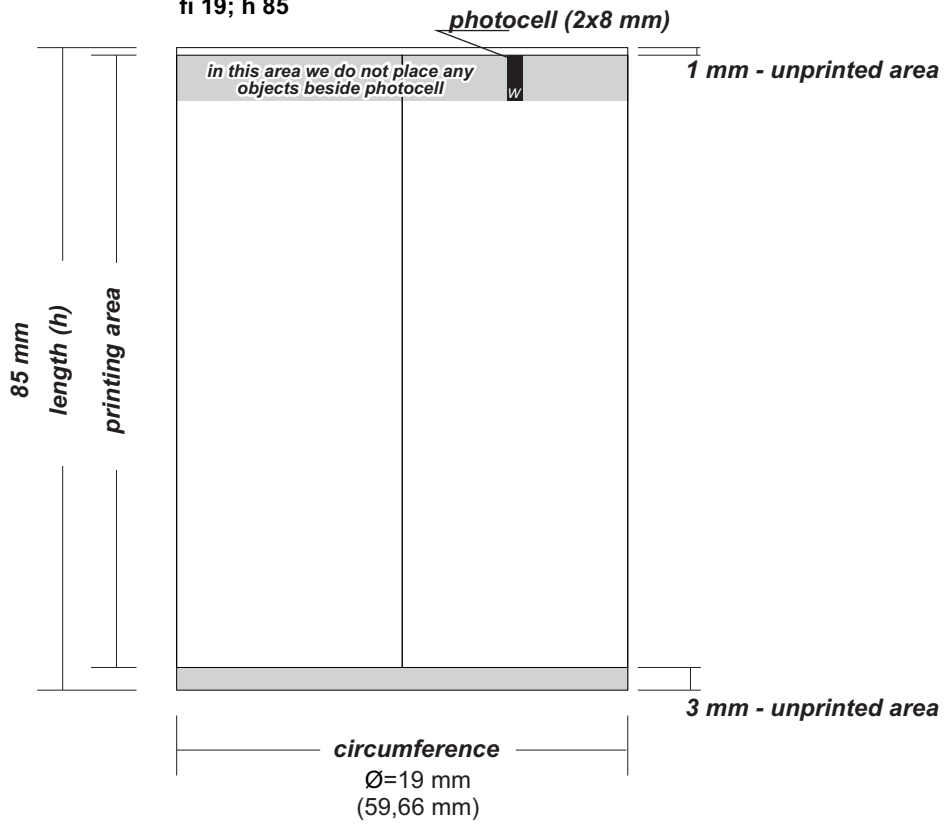 fi 19; h 85
photocell (2x8 mm)
1 mm - unprinted area
in this area we do not place any
objects beside photocell
W
85 mm
length (h)
printing area
3 mm - unprinted area
circumference
Ø=19 mm
(59,66 mm)